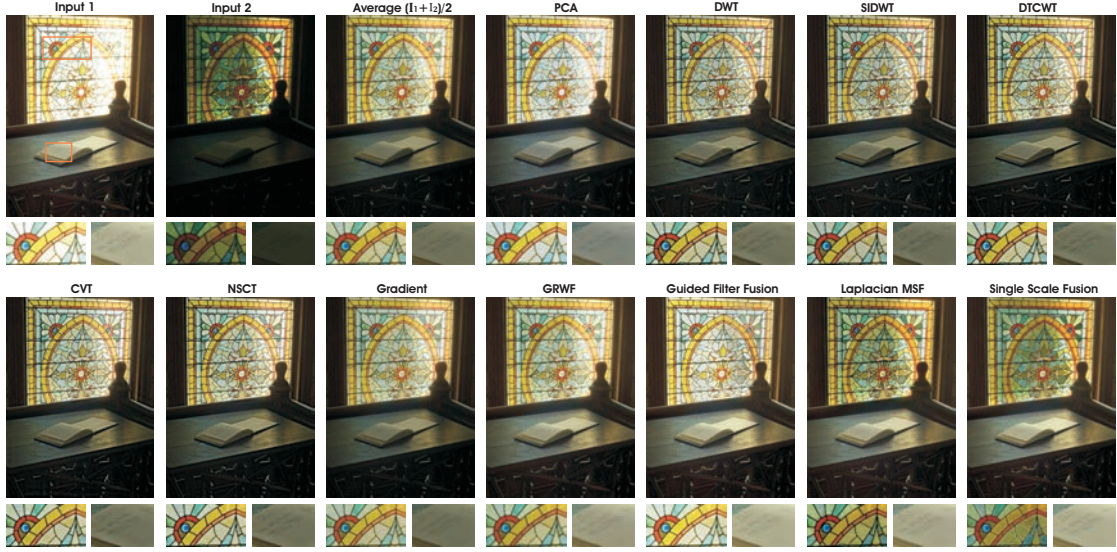 Input 1 Input 2 Average (I₁+I₂)/2 PCA DWT SIDWT DTCWT
CVT NSCT Gradient GRWF Guided Filter Fusion Laplacian MSF Single Scale Fusion